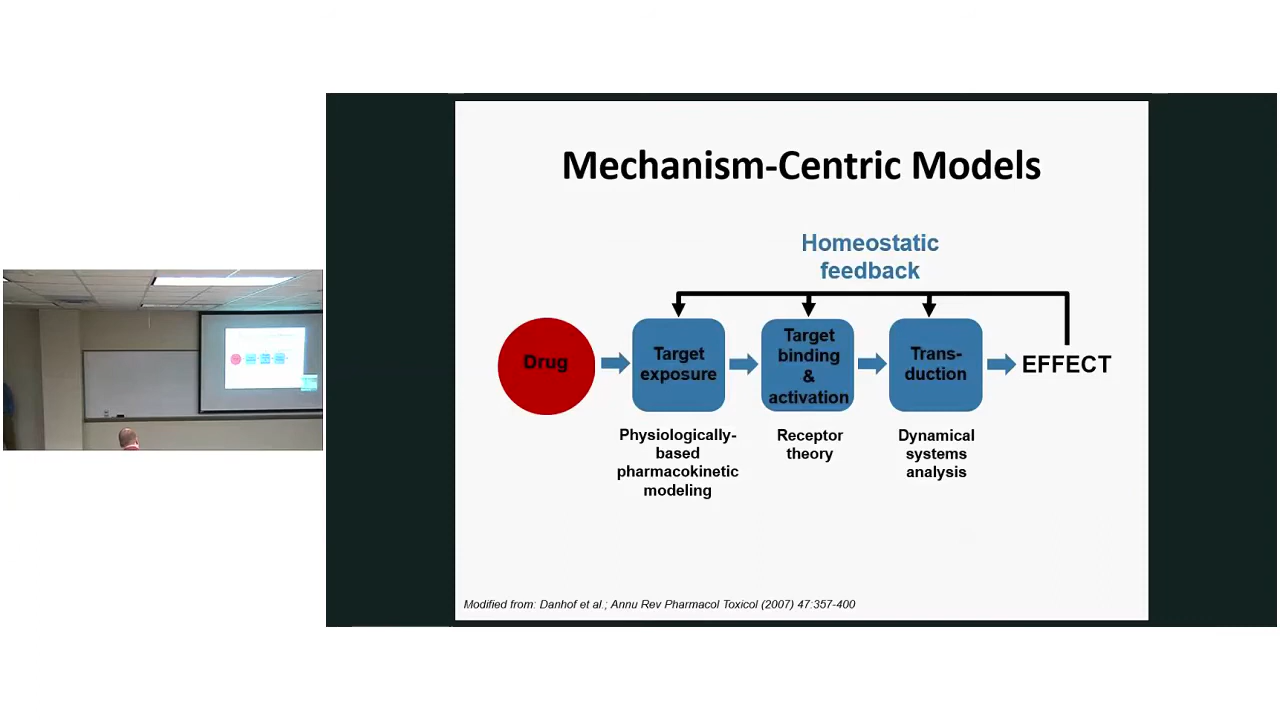 Mechanism-Centric Models
Homeostatic
feedback
Drug
Target
exposure
Target
binding
&
activation
Trans-
duction
EFFECT
Physiologically-
based
pharmacokinetic
modeling
Receptor
theory
Dynamical
systems
analysis
Modified from: Danhof et al.; Annu Rev Pharmacol Toxicol (2007) 47:357-400